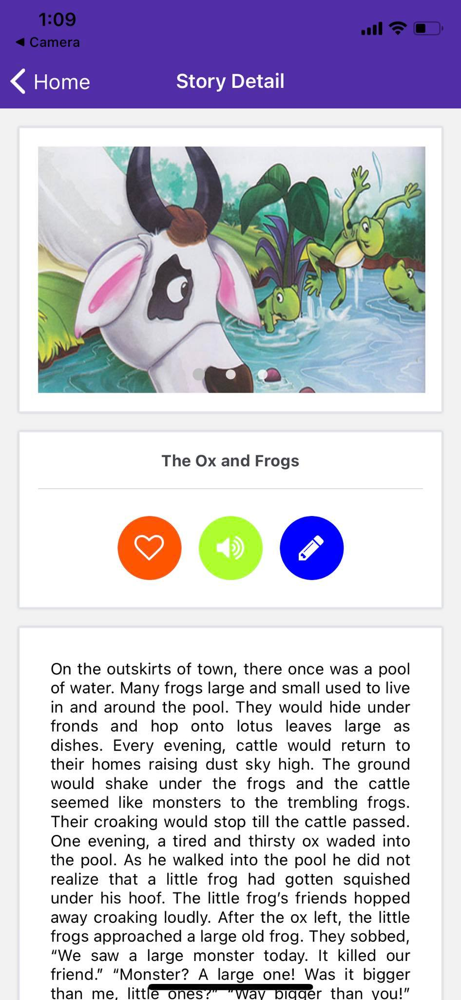 1:09
Camera
Home
Story Detail
The Ox and Frogs
On the outskirts of town, there once was a pool
of water. Many frogs large and small used to live
in and around the pool. They would hide under
fronds and hop onto lotus leaves large as
dishes. Every evening, cattle would return to
their homes raising dust sky high. The ground
would shake under the frogs and the cattle
seemed like monsters to the trembling frogs.
Their croaking would stop till the cattle passed.
One evening, a tired and thirsty ox waded into
the pool. As he walked into the pool he did not
realize that a little frog had gotten squished
under his hoof. The little frog’s friends hopped
away croaking loudly. After the ox left, the little
frogs approached a large old frog. They sobbed,
“We saw a large monster today. It killed our
friend.” “Monster? A large one! Was it bigger
than me, little ones?” “Way bigger than you!”